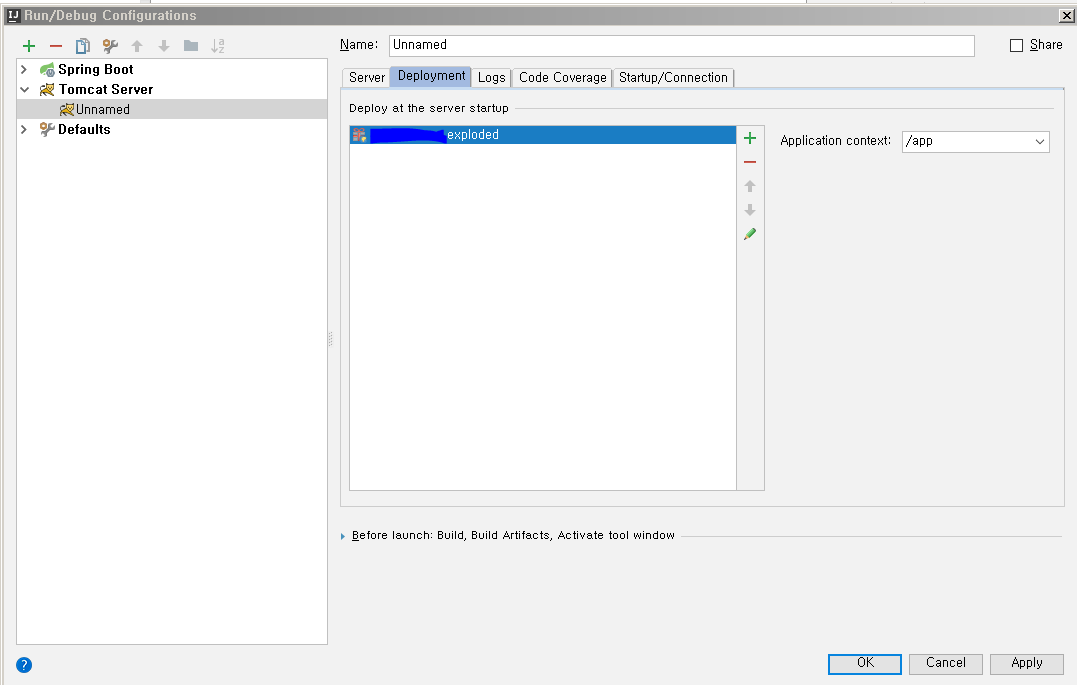 Run/Debug Configurations
Name: Unnamed Share
Spring Boot
Tomcat Server
Unnamed
Defaults
Server Deployment Logs Code Coverage Startup/Connection
Deploy at the server startup
exploded
Application context: /app
Before launch: Build, Build Artifacts, Activate tool window
OK Cancel Apply